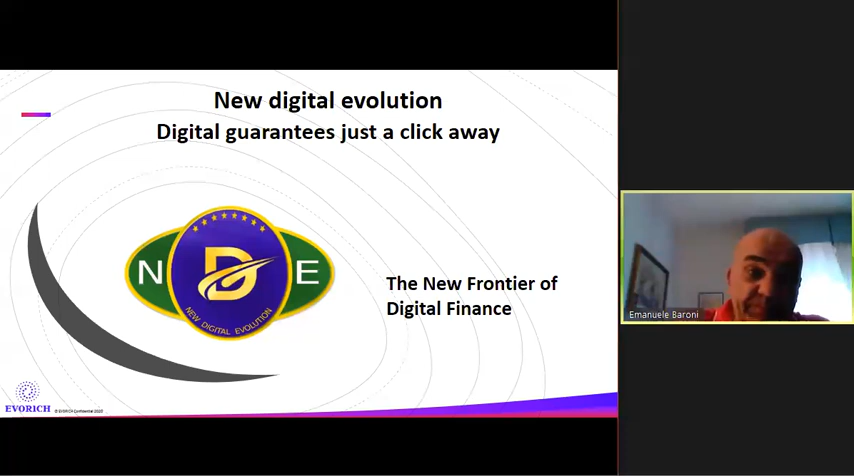 New digital evolution
Digital guarantees just a click away
N D E
NEW DIGITAL EVOLUTION
The New Frontier of
Digital Finance
Emanuele Baroni
EVORICH